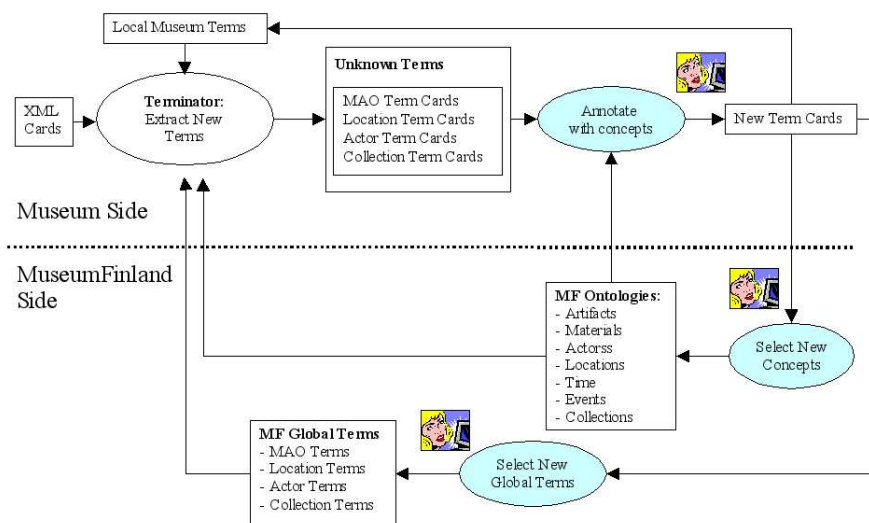 Local Museum Terms
XML
Cards
Terminator:
Extract New
Terms
Unknown Terms
MAO Term Cards
Location Term Cards
Actor Term Cards
Collection Term Cards
Annotate
with concepts
New Term Cards
Museum Side
MuseumFinland
Side
MF Ontologies:
- Artifacts
- Materials
- Actorss
- Locations
- Time
- Events
- Collections
Select New
Concepts
MF Global Terms
- MAO Terms
- Location Terms
- Actor Terms
- Collection Terms
Select New
Global Terms